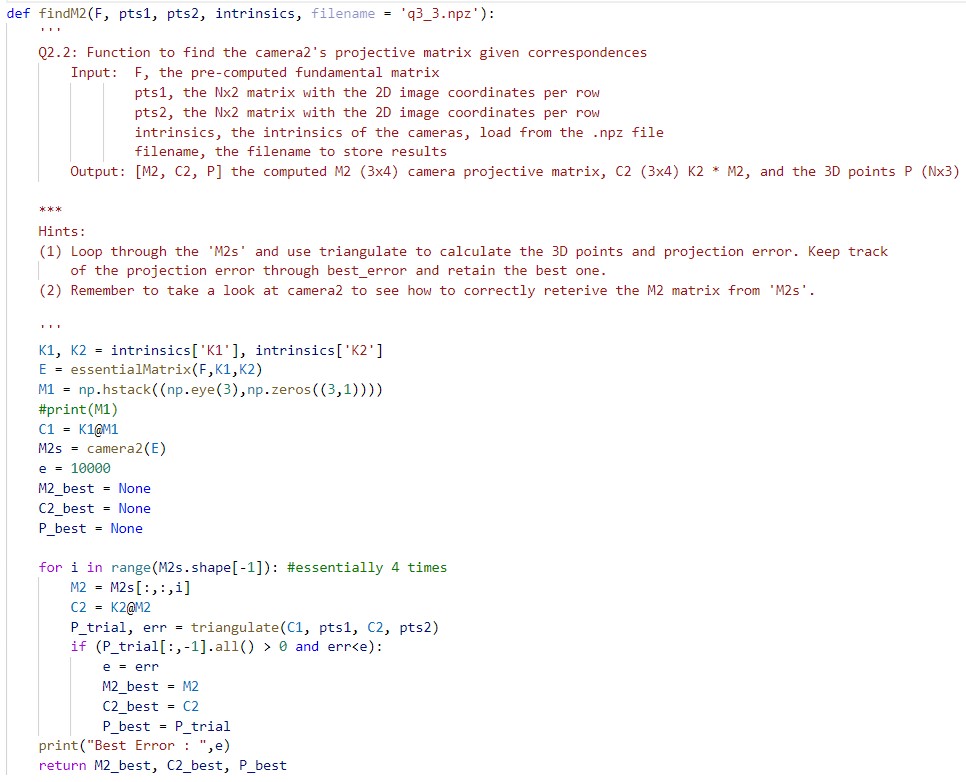 def findM2(F, pts1, pts2, intrinsics, filename = 'q3_3.npz'):
'''
Q2.2: Function to find the camera2's projective matrix given correspondences
Input:  F, the pre-computed fundamental matrix
pts1, the Nx2 matrix with the 2D image coordinates per row
pts2, the Nx2 matrix with the 2D image coordinates per row
intrinsics, the intrinsics of the cameras, load from the .npz file
filename, the filename to store results
Output: [M2, C2, P] the computed M2 (3x4) camera projective matrix, C2 (3x4) K2 * M2, and the 3D points P (Nx3)
***
Hints:
(1) Loop through the 'M2s' and use triangulate to calculate the 3D points and projection error. Keep track
of the projection error through best_error and retain the best one.
(2) Remember to take a look at camera2 to see how to correctly reterive the M2 matrix from 'M2s'.
'''
K1, K2 = intrinsics['K1'], intrinsics['K2']
E = essentialMatrix(F,K1,K2)
M1 = np.hstack((np.eye(3),np.zeros((3,1))))
#print(M1)
C1 = K1@M1
M2s = camera2(E)
e = 10000
M2_best = None
C2_best = None
P_best = None
for i in range(M2s.shape[-1]): #essentially 4 times
M2 = M2s[:,:,i]
C2 = K2@M2
P_trial, err = triangulate(C1, pts1, C2, pts2)
if (P_trial[:,-1].all() > 0 and err<e):
e = err
M2_best = M2
C2_best = C2
P_best = P_trial
print("Best Error : ",e)
return M2_best, C2_best, P_best